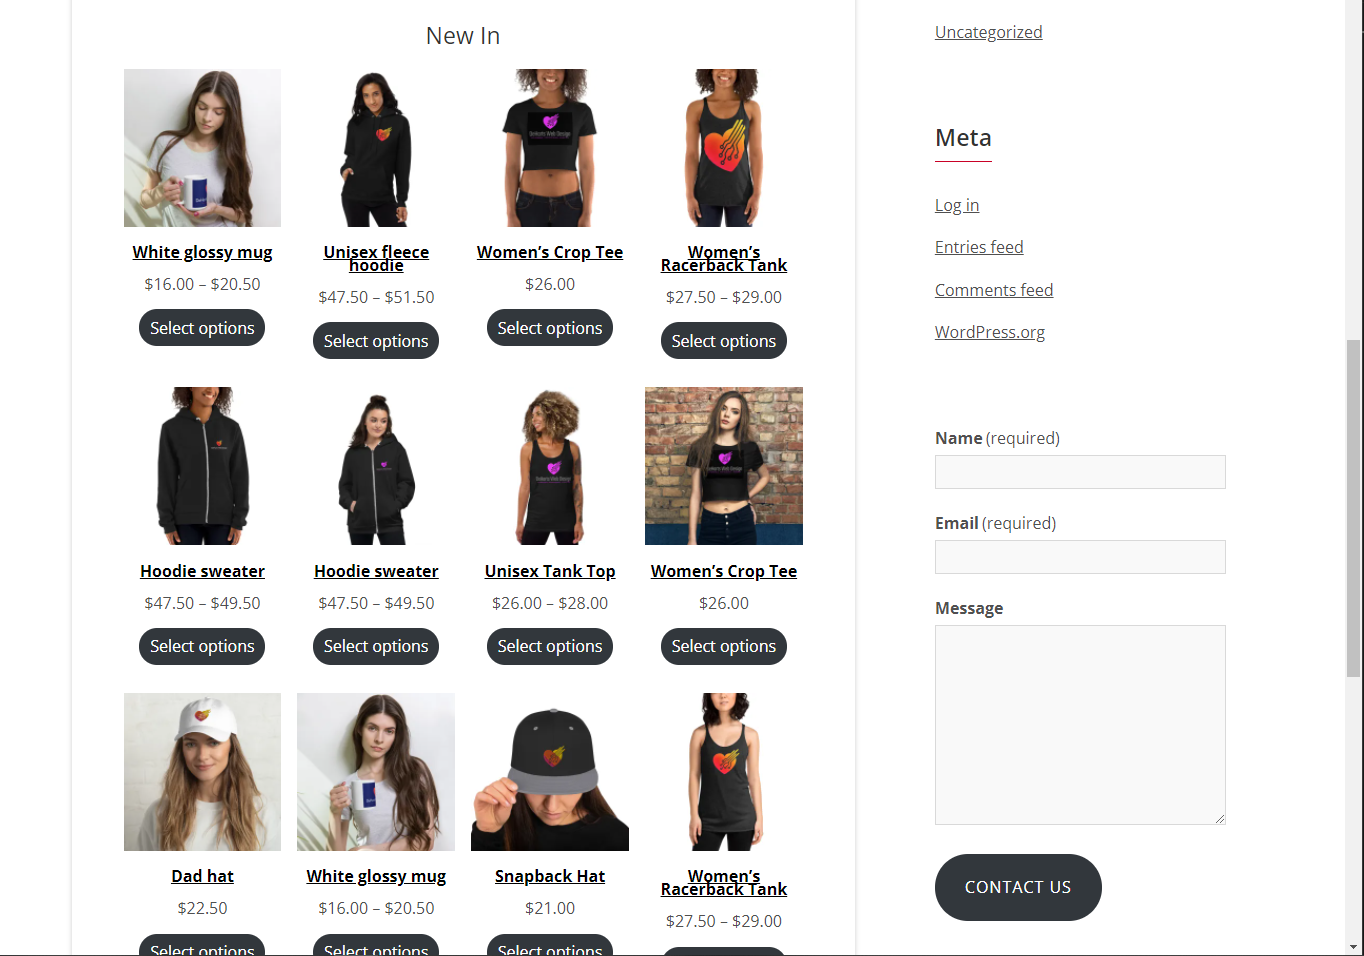 New In
White glossy mug
$16.00 – $20.50
Select options
Unisex fleece
hoodie
$47.50 – $51.50
Select options
Women’s Crop Tee
$26.00
Select options
Women’s
Racerback Tank
$27.50 – $29.00
Select options
Hoodie sweater
$47.50 – $49.50
Select options
Hoodie sweater
$47.50 – $49.50
Select options
Unisex Tank Top
$26.00 – $28.00
Select options
Women’s Crop Tee
$26.00
Select options
Dad hat
$22.50
Select options
White glossy mug
$16.00 – $20.50
Select options
Snapback Hat
$21.00
Select options
Women’s
Racerback Tank
$27.50 – $29.00
Uncategorized
Meta
Log in
Entries feed
Comments feed
WordPress.org
Name (required)
Email (required)
Message
CONTACT US